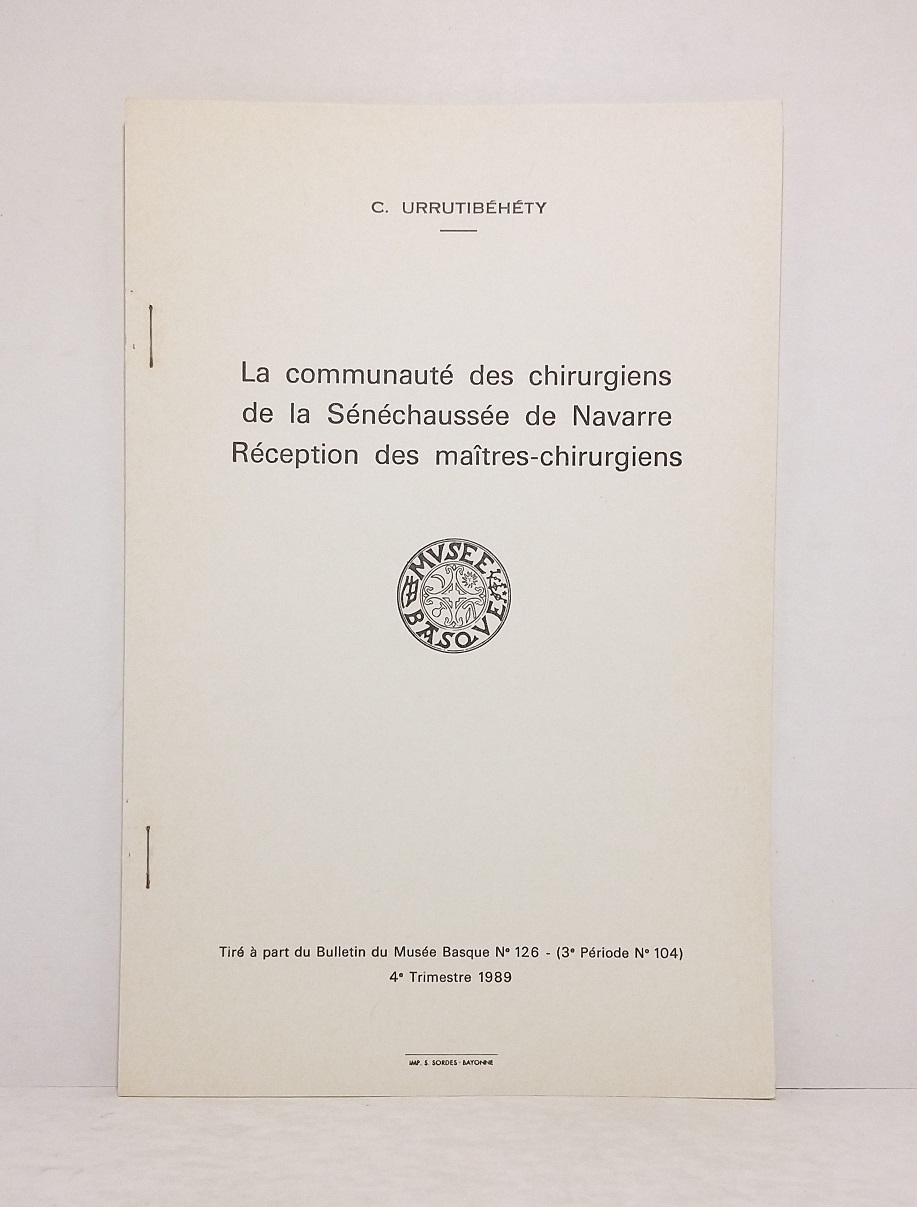 C. URRUTIBÉHÉTY
La communauté des chirurgiens
de la Sénéchaussée de Navarre
Réception des maîtres-chirurgiens
MVSEE
BASQVE
Tiré à part du Bulletin du Musée Basque N° 126 - (3e Période N° 104)
4e Trimestre 1989
IMP. S. SORDES - BAYONNE